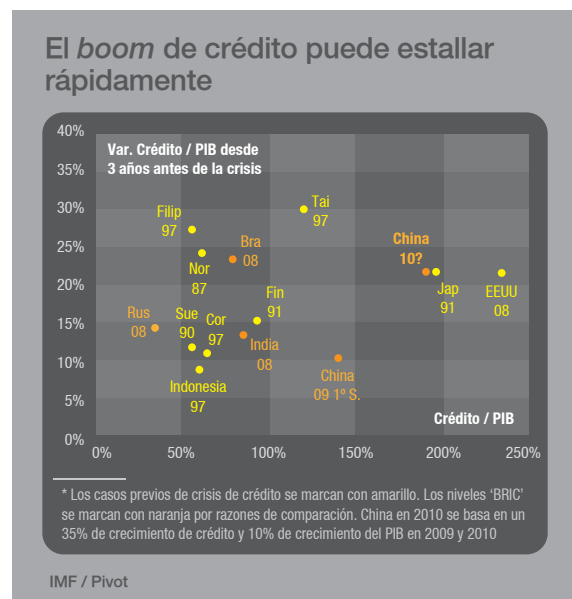 El boom de crédito puede estallar
rápidamente
40%
Var. Crédito / PIB desde
3 años antes de la crisis
35%
30%
25%
20%
15%
10%
5%
0%
Filip
97
Tai
97
Bra
08
Nor
87
China
10?
Jap
91
EEUU
08
Rus
08
Sue
90
Cor
97
Fin
91
India
08
Indonesia
97
China
09 1º S.
Crédito / PIB
0% 50% 100% 150% 200% 250%
* Los casos previos de crisis de crédito se marcan con amarillo. Los niveles ‘BRIC’
se marcan con naranja por razones de comparación. China en 2010 se basa en un
35% de crecimiento de crédito y 10% de crecimiento del PIB en 2009 y 2010
IMF / Pivot